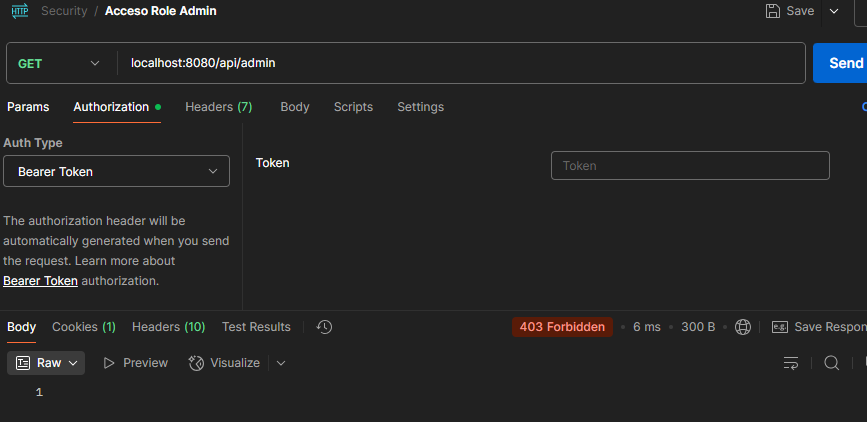 HTTP Security / Acceso Role Admin Save
GET localhost:8080/api/admin Send
Params Authorization Headers (7) Body Scripts Settings
Auth Type
Bearer Token
Token Token
The authorization header will be
automatically generated when you send
the request. Learn more about
Bearer Token authorization.
Body Cookies (1) Headers (10) Test Results 403 Forbidden • 6 ms • 300 B • e.g. Save Respon
Raw Preview Visualize
1